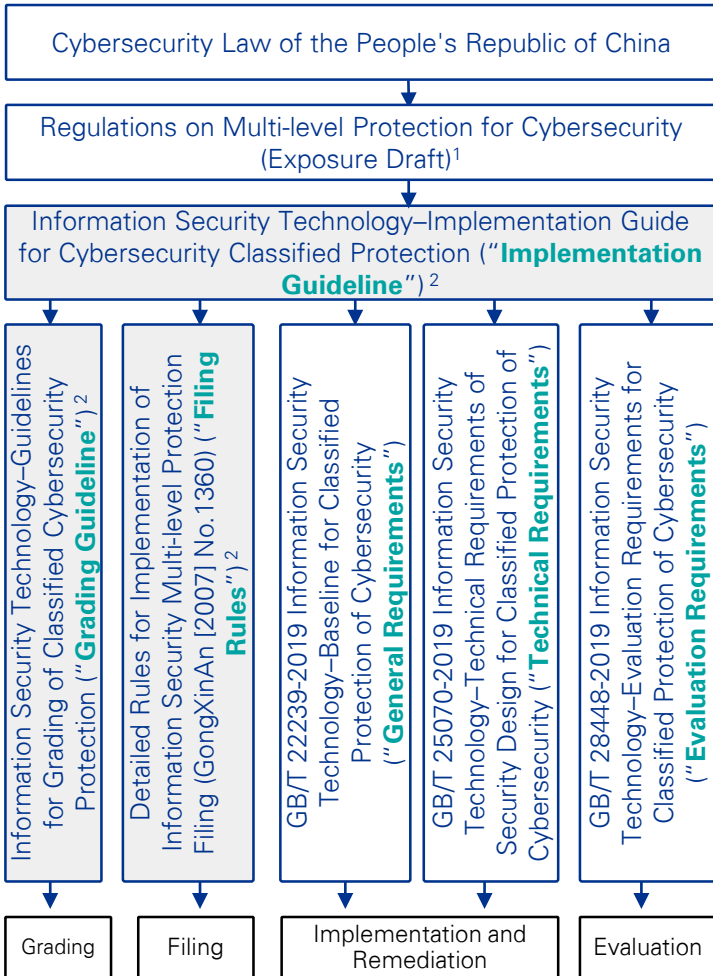 Cybersecurity Law of the People's Republic of China
Regulations on Multi-level Protection for Cybersecurity
(Exposure Draft)1
Information Security Technology–Implementation Guide
for Cybersecurity Classified Protection (“Implementation
Guideline”) 2
Information Security Technology–Guidelines
for Grading of Classified Cybersecurity
Protection (“Grading Guideline”) 2
Detailed Rules for Implementation of
Information Security Multi-level Protection
Filing (GongXinAn [2007] No.1360) (“Filing
Rules”) 2
GB/T 22239-2019 Information Security
Technology–Baseline for Classified
Protection of Cybersecurity
(“General Requirements”)
GB/T 25070-2019 Information Security
Technology–Technical Requirements of
Security Design for Classified Protection of
Cybersecurity (“Technical Requirements”)
GB/T 28448-2019 Information Security
Technology–Evaluation Requirements for
Classified Protection of Cybersecurity
(“Evaluation Requirements”)
Grading
Filing
Implementation and
Remediation
Evaluation